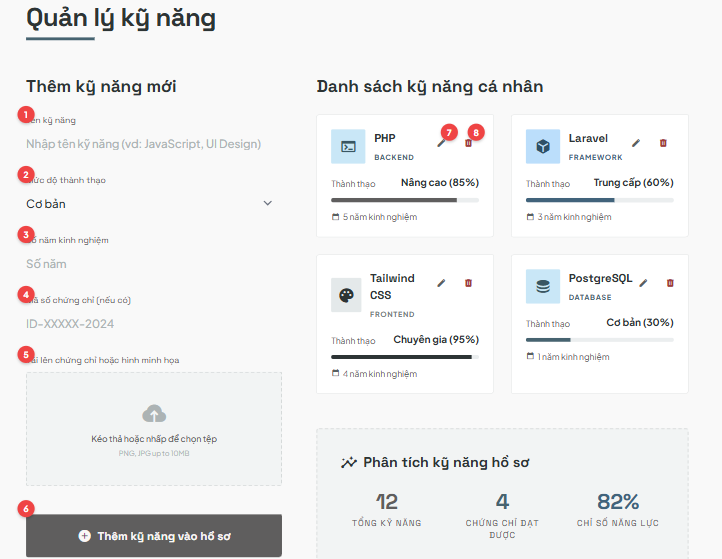 Quản lý kỹ năng
Thêm kỹ năng mới
1
ên kỹ năng
Nhập tên kỹ năng (vd: JavaScript, UI Design)
2
ức độ thành thạo
Cơ bản
3
ố năm kinh nghiệm
Số năm
4
ã số chứng chỉ (nếu có)
ID-XXXXX-2024
5
ải lên chứng chỉ hoặc hình minh họa
Kéo thả hoặc nhấp để chọn tệp
PNG, JPG up to 10MB
6
Thêm kỹ năng vào hồ sơ
Danh sách kỹ năng cá nhân
PHP
7
8
BACKEND
Thành thạo
Nâng cao (85%)
5 năm kinh nghiệm
Laravel
FRAMEWORK
Thành thạo
Trung cấp (60%)
3 năm kinh nghiệm
Tailwind
CSS
FRONTEND
Thành thạo
Chuyên gia (95%)
4 năm kinh nghiệm
PostgreSQL
DATABASE
Thành thạo
Cơ bản (30%)
1 năm kinh nghiệm
Phân tích kỹ năng hồ sơ
12
TỔNG KỸ NĂNG
4
CHỨNG CHỈ ĐẠT
DƯỢC
82%
CHỈ SỐ NĂNG LỰC